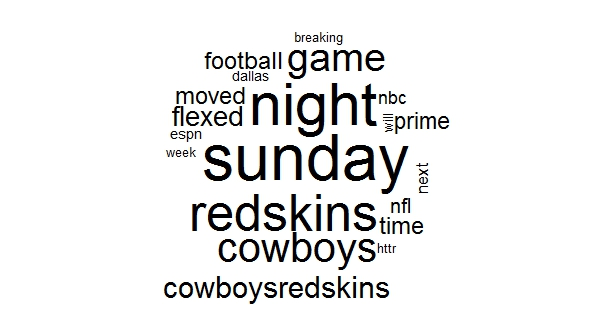 breaking
football game
dallas
moved night nbc
flexed will prime
espn
week sunday next
redskins nfl
time
cowboys httr
cowboysredskins